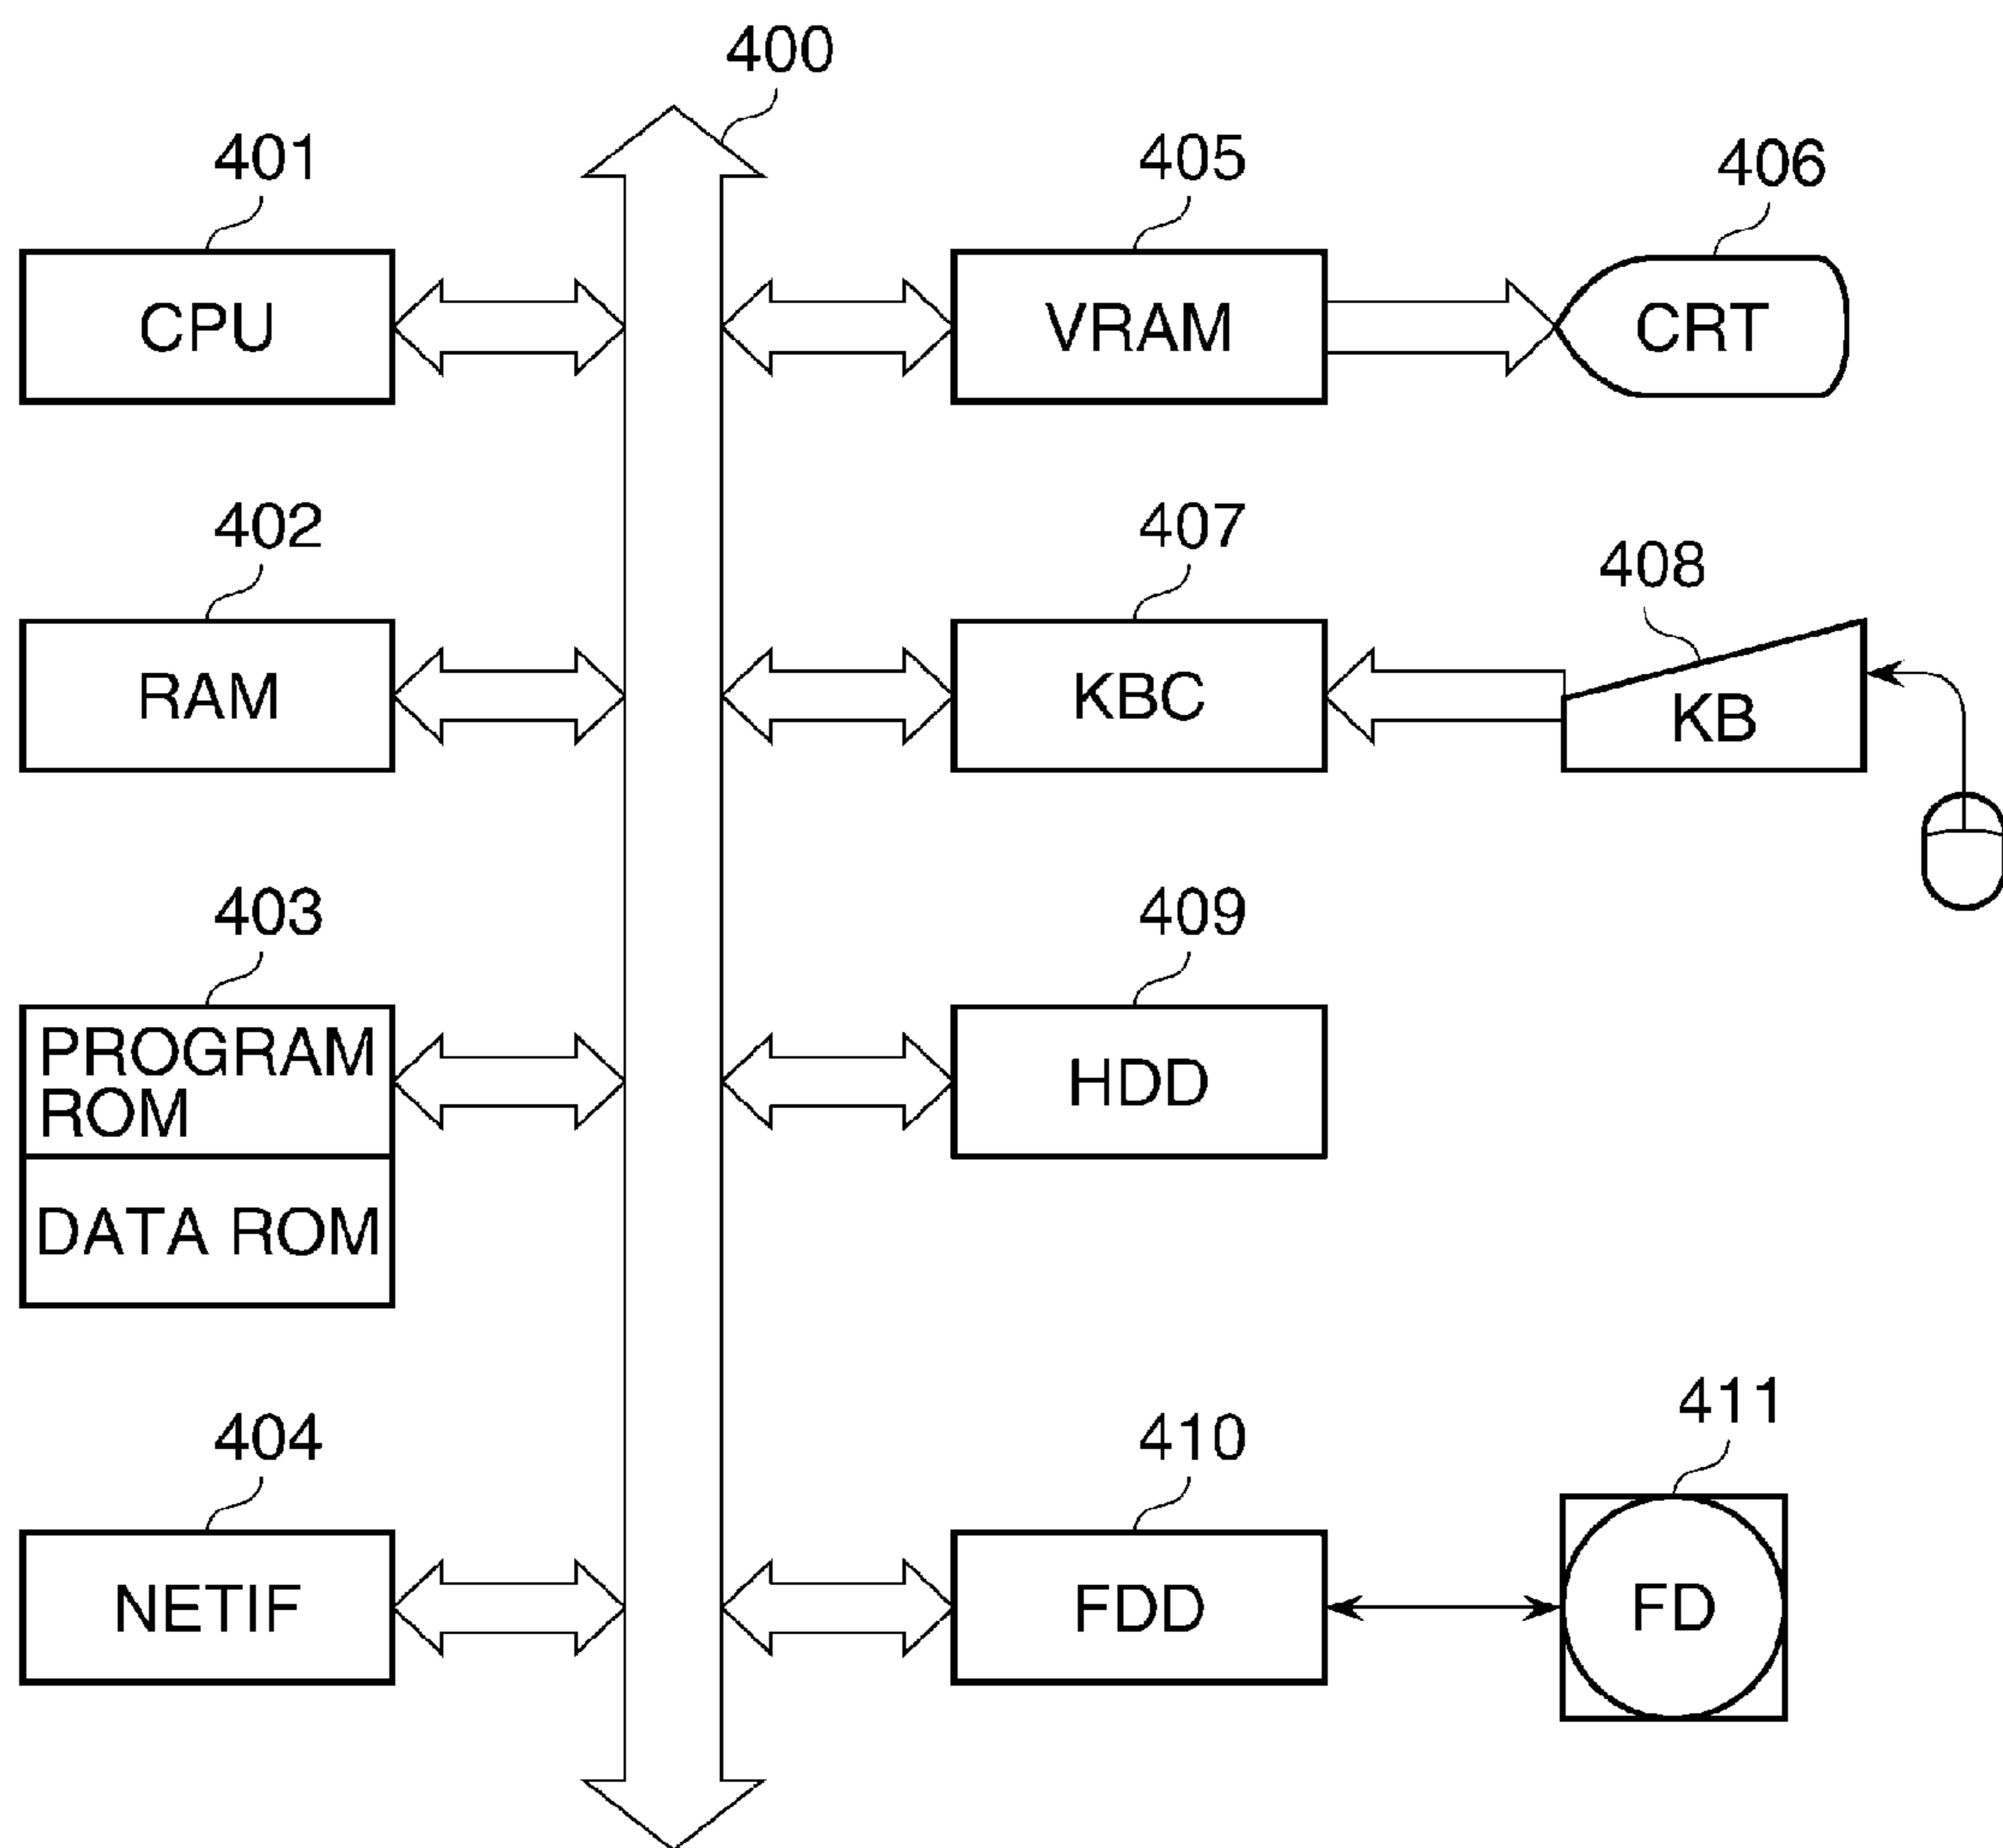 400
401
405
406
CPU
VRAM
CRT
402
407
408
RAM
KBC
KB
403
409
PROGRAM
ROM
HDD
DATA ROM
404
410
411
NETIF
FDD
FD